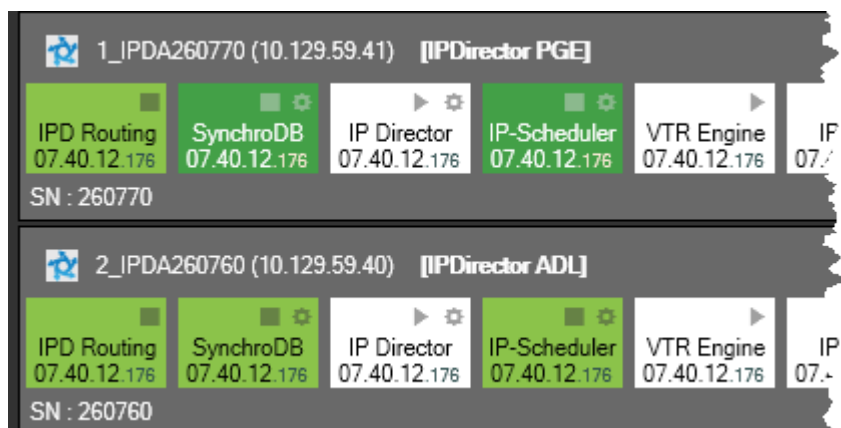 1_IPDA260770 (10.129.59.41) [IPDirector PGE]
IPD Routing SynchroDB IP Director IP-Scheduler VTR Engine IP
07.40.12.176 07.40.12.176 07.40.12.176 07.40.12.176 07.40.12.176 07.
SN : 260770
2_IPDA260760 (10.129.59.40) [IPDirector ADL]
IPD Routing SynchroDB IP Director IP-Scheduler VTR Engine IP
07.40.12.176 07.40.12.176 07.40.12.176 07.40.12.176 07.40.12.176 07.
SN : 260760